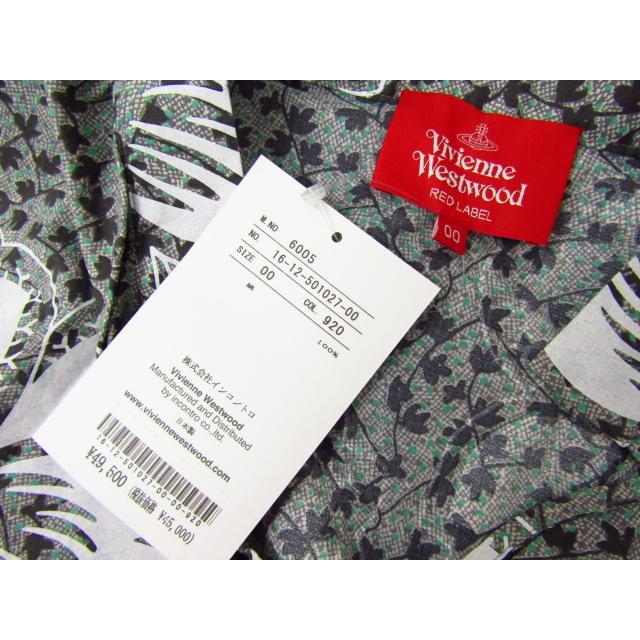 Vivienne
Westwood
RED LABEL
00
M.NO 6005
NO. 16-12-501027-00
SIZE 00 COL. 920
綿 100%
株式会社インコントロ
Vivienne Westwood
Manufactured and Distributed
by incontro co.,ltd.
日本製
www.viviennewestwood.com
16-12-501027-00-00-920
¥49,500 (税抜価格 ¥45,000)